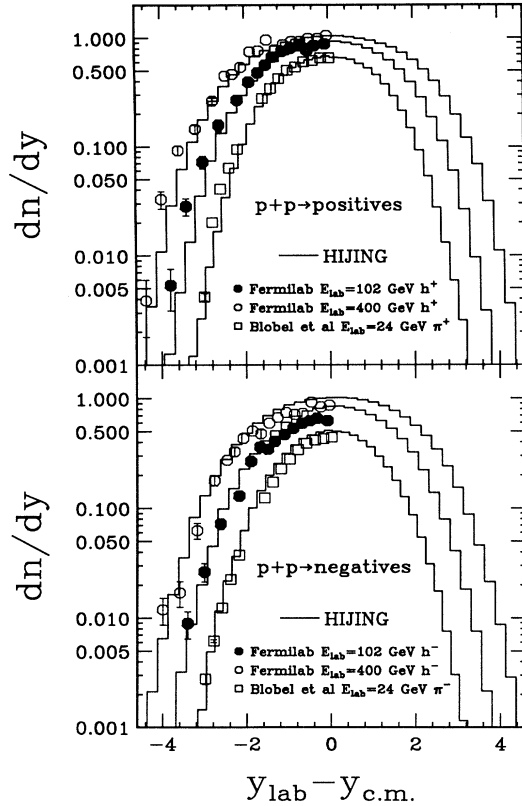 1.000
0.500
0.100
0.050
0.010
0.005
0.001
dn/dy
p+p→positives
HIJING
Fermilab E_lab=102 GeV h⁺
Fermilab E_lab=400 GeV h⁺
Blobel et al E_lab=24 GeV π⁺
1.000
0.500
0.100
0.050
0.010
0.005
0.001
dn/dy
p+p→negatives
HIJING
Fermilab E_lab=102 GeV h⁻
Fermilab E_lab=400 GeV h⁻
Blobel et al E_lab=24 GeV π⁻
−4 −2 0 2 4
y_lab−y_c.m.